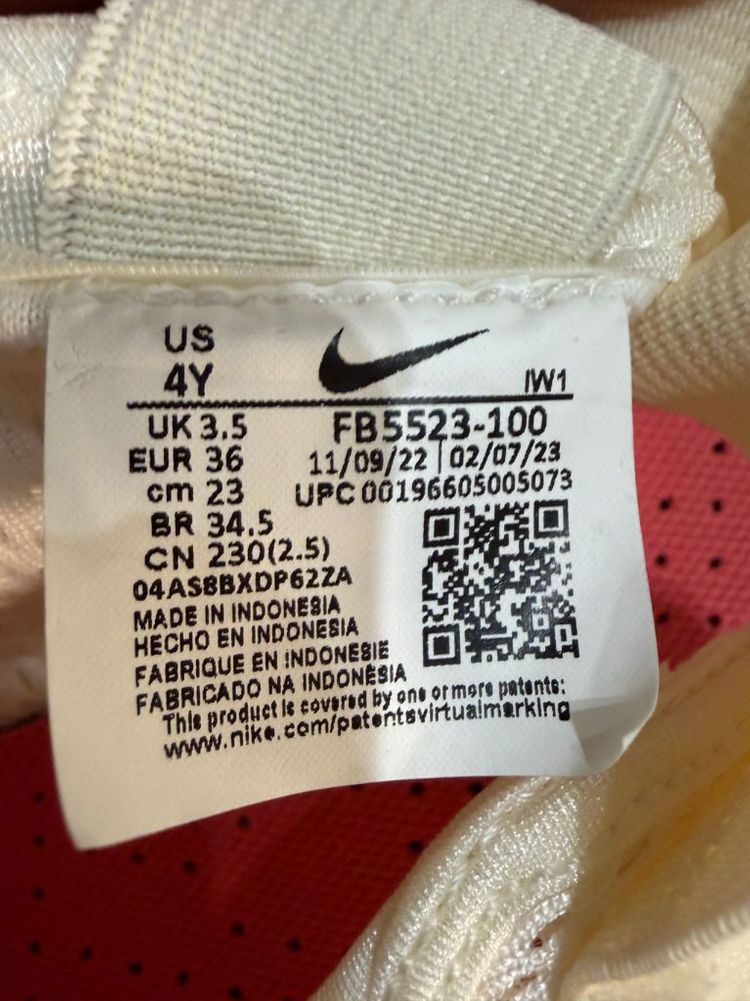 US
4Y
IW1
UK 3.5
FB5523-100
EUR 36
11/09/22 | 02/07/23
cm 23
UPC 00196605005073
BR 34.5
CN 230(2.5)
04AS8BXDP62ZA
MADE IN INDONESIA
HECHO EN INDONESIA
FABRIQUE EN INDONESIE
FABRICADO NA INDONÉSIA
This product is covered by one or more patents:
www.nike.com/patentsvirtualmarking